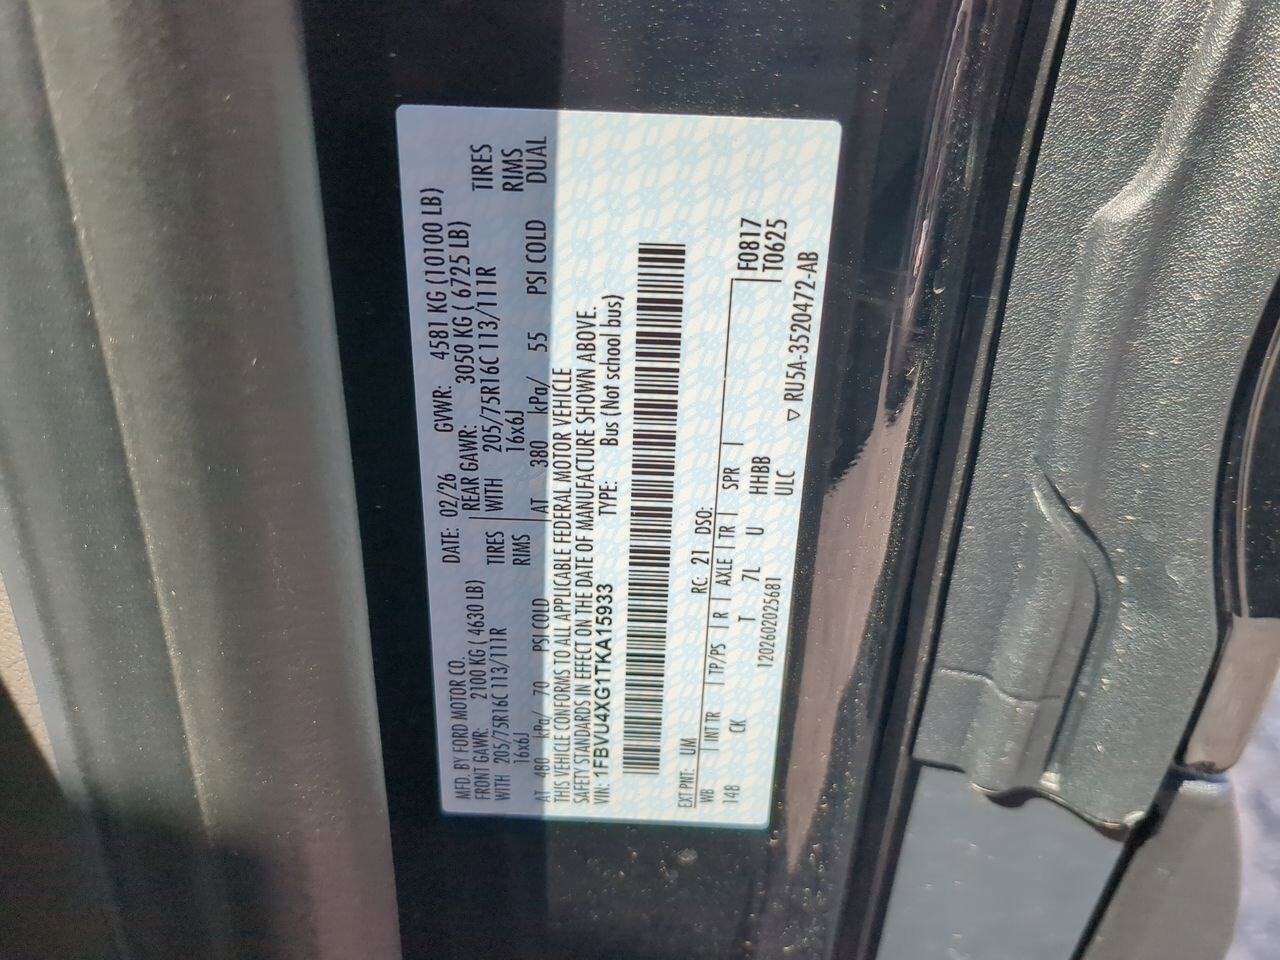 MFD. BY FORD MOTOR CO. DATE: 02/26 GVWR: 4581 KG (10100 LB)
FRONT GAWR: 2100 KG ( 4630 LB) REAR GAWR: 3050 KG ( 6725 LB)
WITH 205/75R16C 113/111R TIRES WITH 205/75R16C 113/111R TIRES
16x6J RIMS 16x6J RIMS
AT 480 kPa/ 70 PSI COLD AT 380 kPa/ 55 PSI COLD DUAL
THIS VEHICLE CONFORMS TO ALL APPLICABLE FEDERAL MOTOR VEHICLE
SAFETY STANDARDS IN EFFECT ON THE DATE OF MANUFACTURE SHOWN ABOVE.
VIN: 1FBVU4XG1TKA15933 TYPE: Bus (Not school bus)
EXT PNT: UM RC: 21 DSO:
WB INT TR TP/PS R AXLE TR SPR F0817
148 CK T 7L U HHBB T0625
ULC
1202602025681 ▽ RU5A-3520472-AB